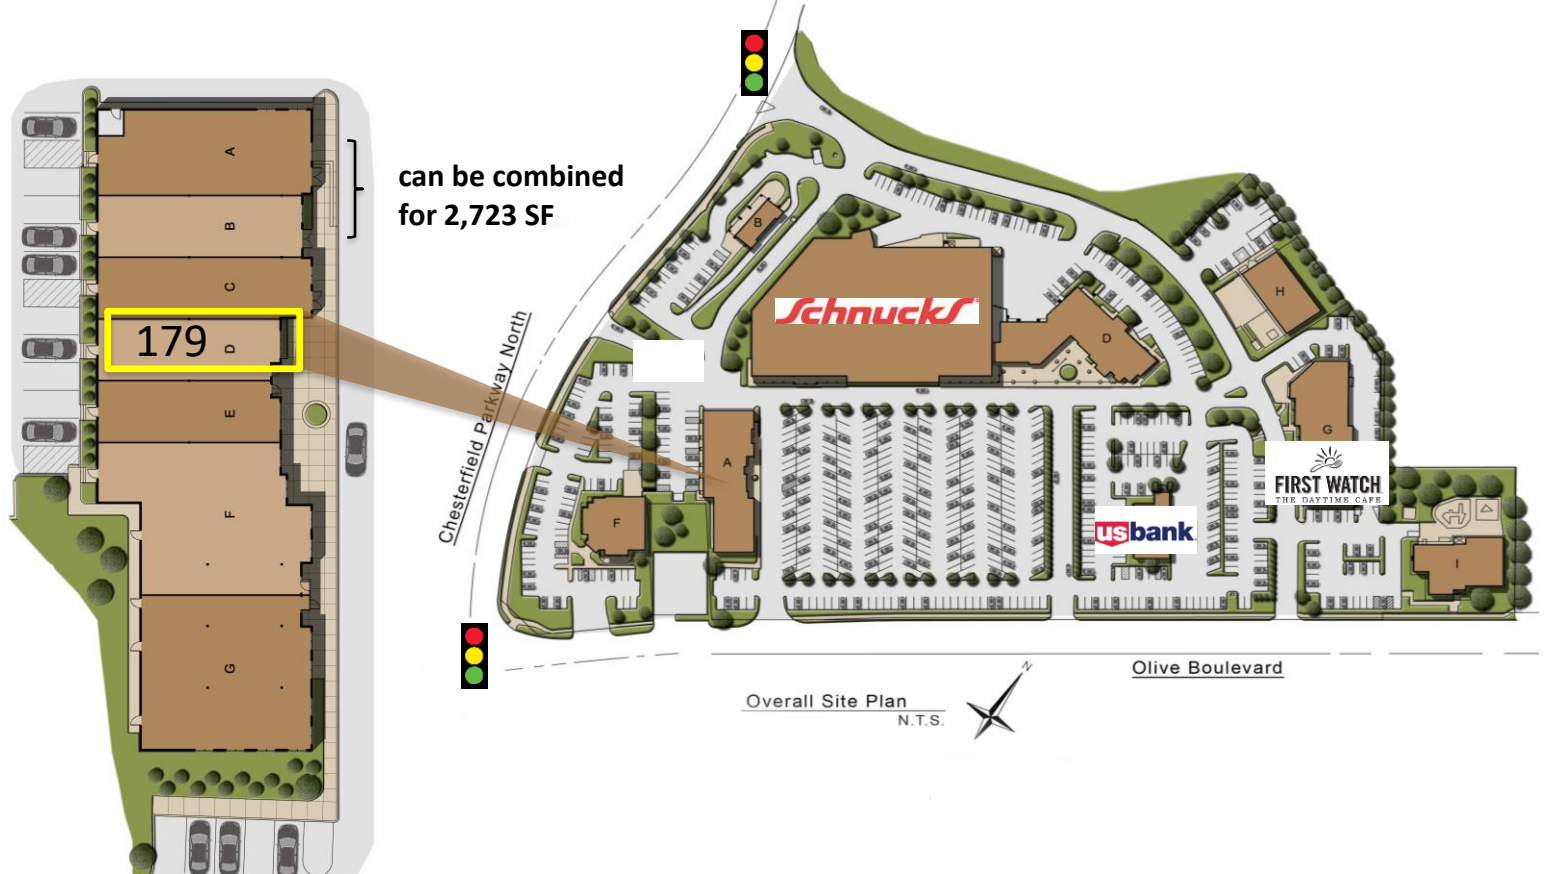 A
B
C
179
D
E
F
G
can be combined
for 2,723 SF
Chesterfield Parkway North
B
Schnucks
D
H
A
F
G
FIRST WATCH
THE DAYTIME CAFE
usbank
I
Olive Boulevard
Overall Site Plan
N.T.S.
N